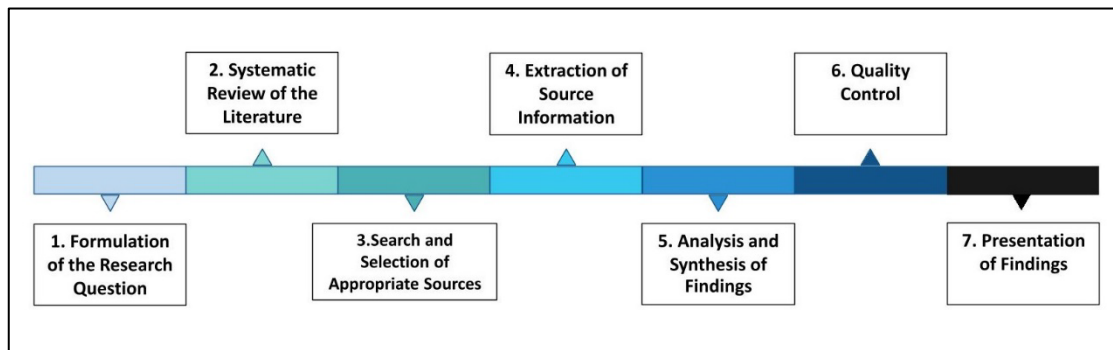 1. Formulation
of the Research
Question
2. Systematic
Review of the
Literature
3.Search and
Selection of
Appropriate Sources
4. Extraction of
Source
Information
5. Analysis and
Synthesis of
Findings
6. Quality
Control
7. Presentation
of Findings